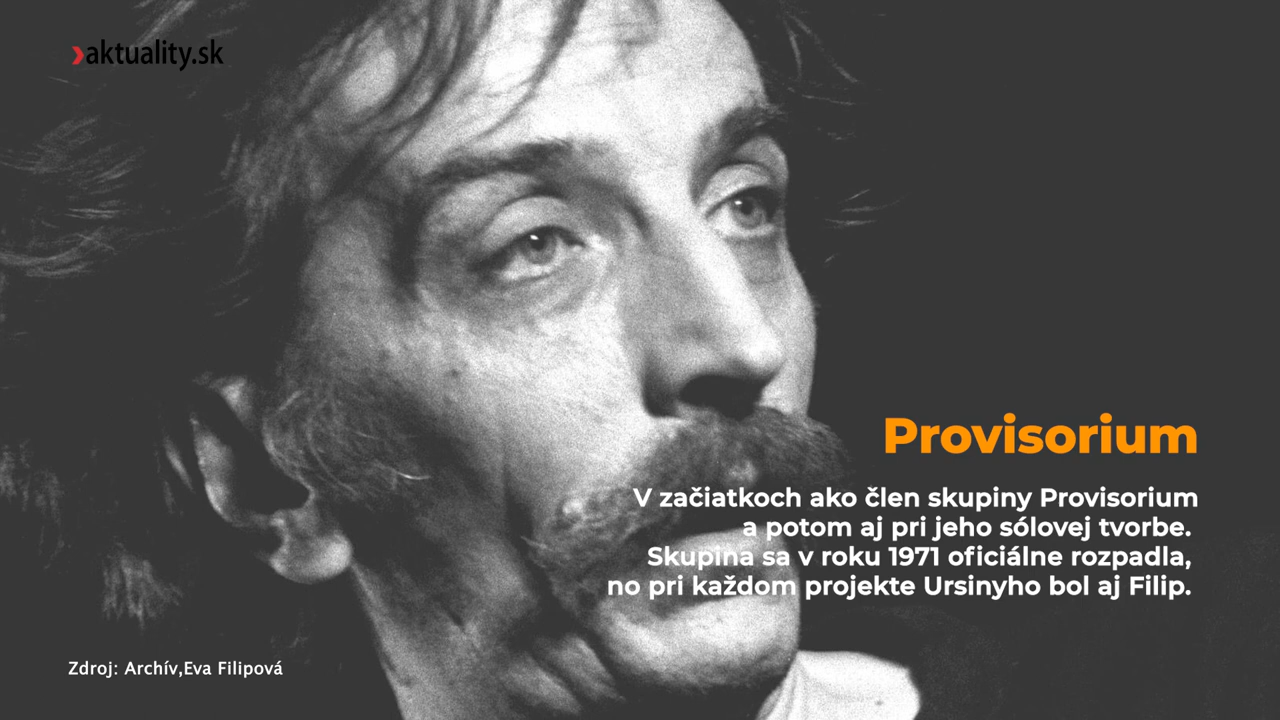 aktuality.sk
Provisorium
V začiatkoch ako člen skupiny Provisorium
a potom aj pri jeho sólovej tvorbe.
Skupina sa v roku 1971 oficiálne rozpadla,
no pri každom projekte Ursinyho bol aj Filip.
Zdroj: Archív,Eva Filipová